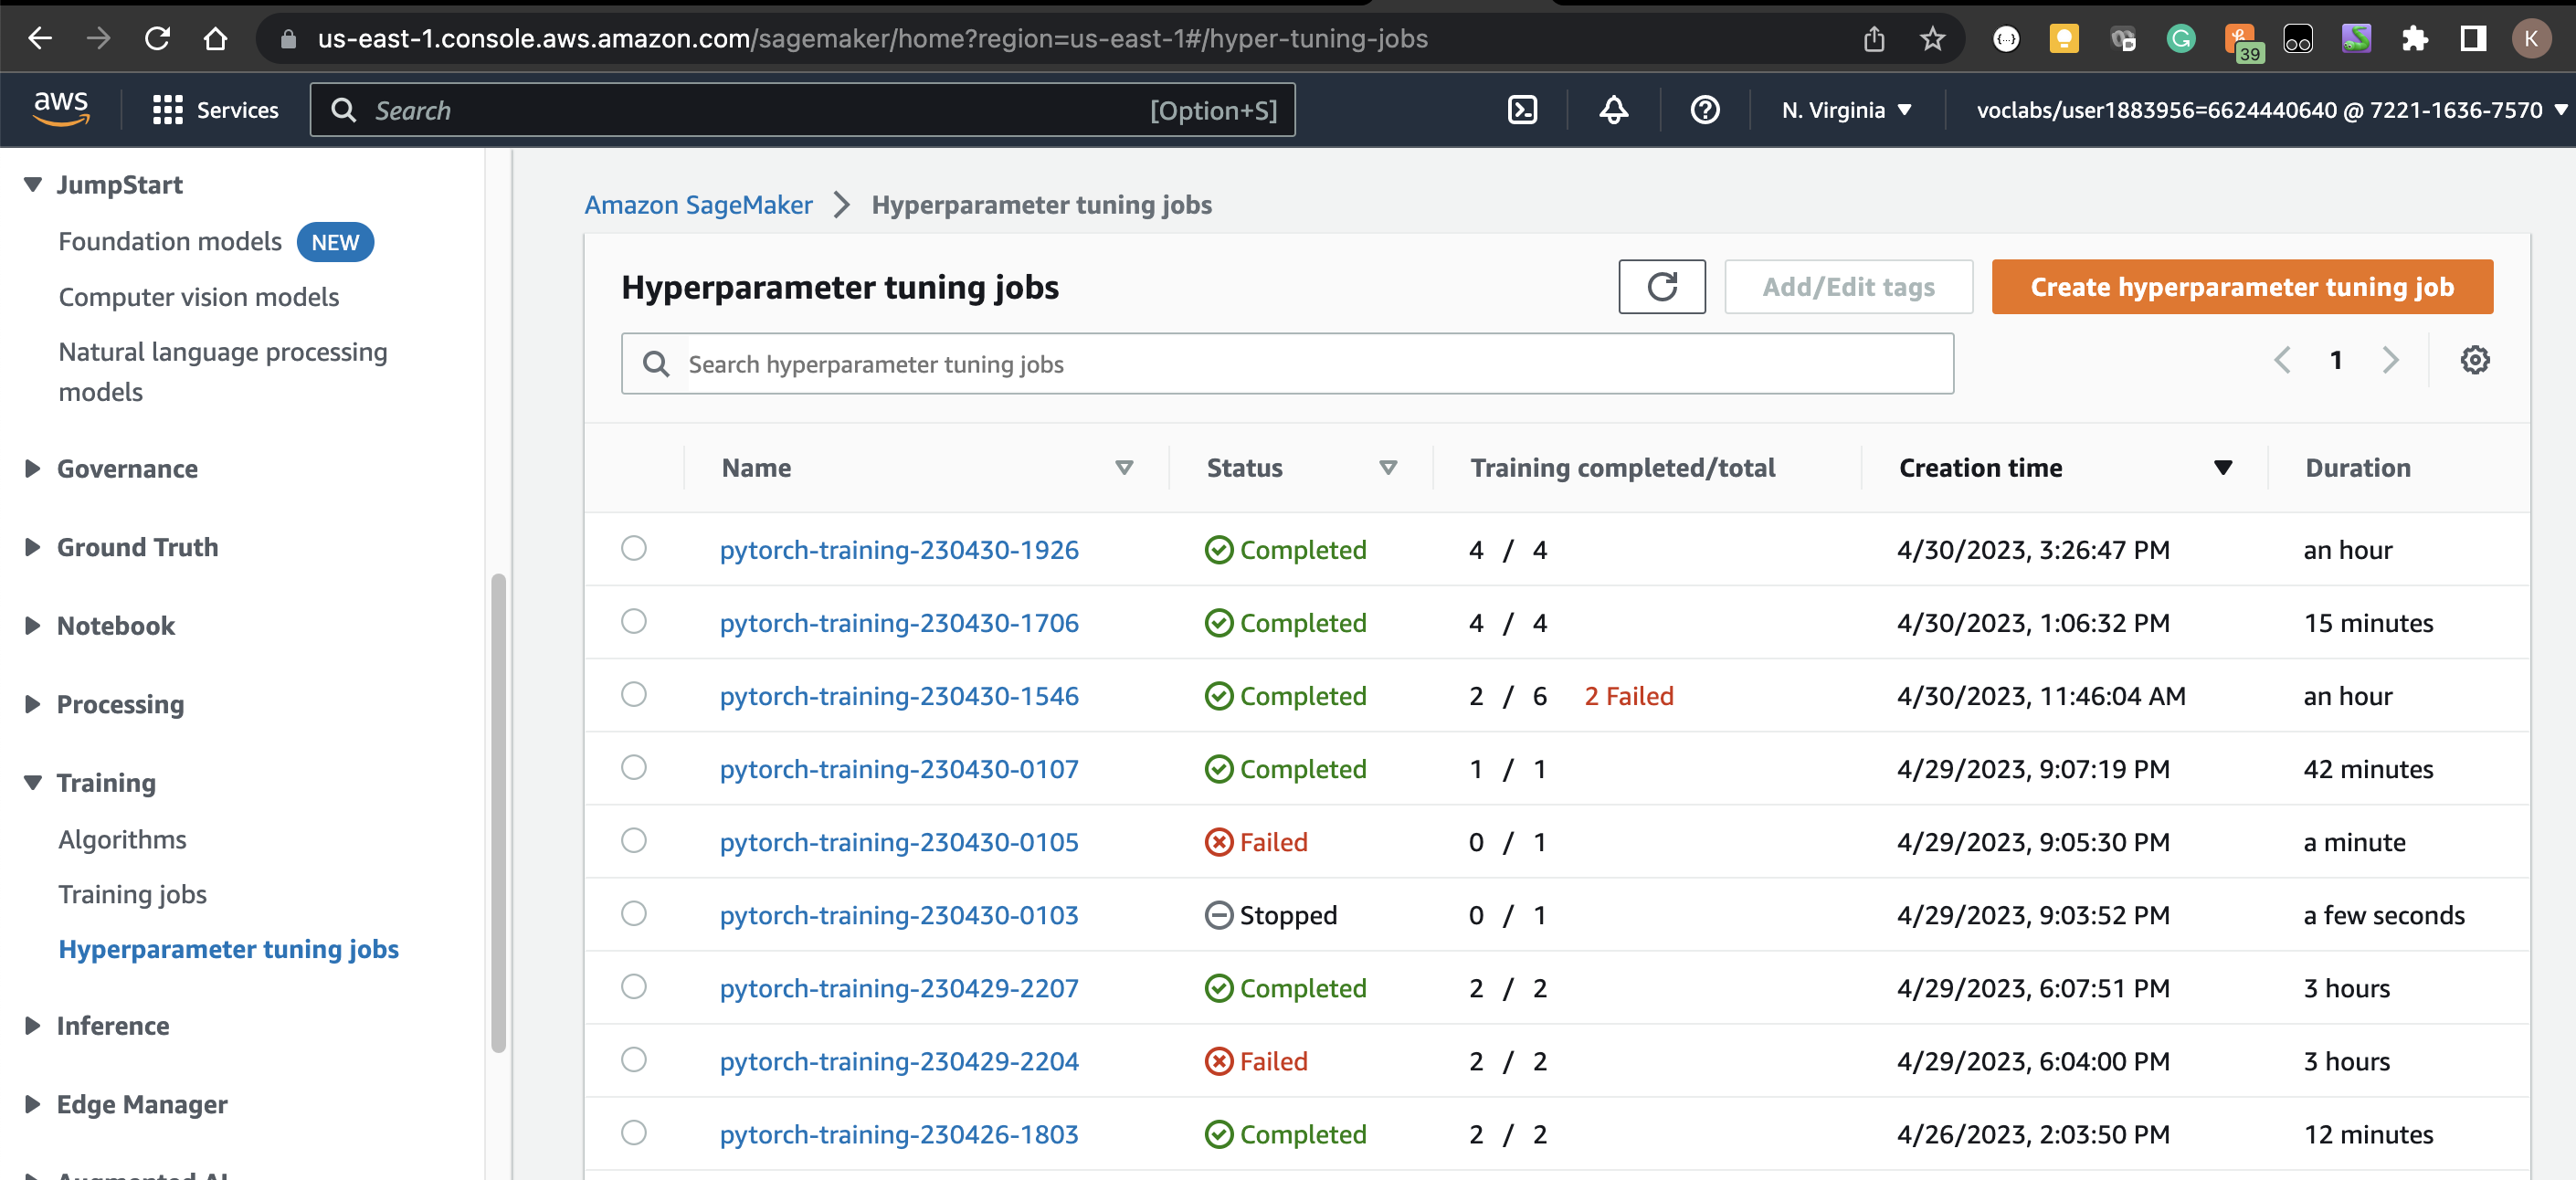 us-east-1.console.aws.amazon.com/sagemaker/home?region=us-east-1#/hyper-tuning-jobs
39
K
aws
Services
Search
[Option+S]
N. Virginia
voclabs/user1883956=6624440640 @ 7221-1636-7570
JumpStart
Foundation models NEW
Computer vision models
Natural language processing
models
Governance
Ground Truth
Notebook
Processing
Training
Algorithms
Training jobs
Hyperparameter tuning jobs
Inference
Edge Manager
Augmented AI
Amazon SageMaker > Hyperparameter tuning jobs
Hyperparameter tuning jobs
Add/Edit tags
Create hyperparameter tuning job
Search hyperparameter tuning jobs
1
Name Status Training completed/total Creation time Duration
pytorch-training-230430-1926 Completed 4 / 4 4/30/2023, 3:26:47 PM an hour
pytorch-training-230430-1706 Completed 4 / 4 4/30/2023, 1:06:32 PM 15 minutes
pytorch-training-230430-1546 Completed 2 / 6 2 Failed 4/30/2023, 11:46:04 AM an hour
pytorch-training-230430-0107 Completed 1 / 1 4/29/2023, 9:07:19 PM 42 minutes
pytorch-training-230430-0105 Failed 0 / 1 4/29/2023, 9:05:30 PM a minute
pytorch-training-230430-0103 Stopped 0 / 1 4/29/2023, 9:03:52 PM a few seconds
pytorch-training-230429-2207 Completed 2 / 2 4/29/2023, 6:07:51 PM 3 hours
pytorch-training-230429-2204 Failed 2 / 2 4/29/2023, 6:04:00 PM 3 hours
pytorch-training-230426-1803 Completed 2 / 2 4/26/2023, 2:03:50 PM 12 minutes